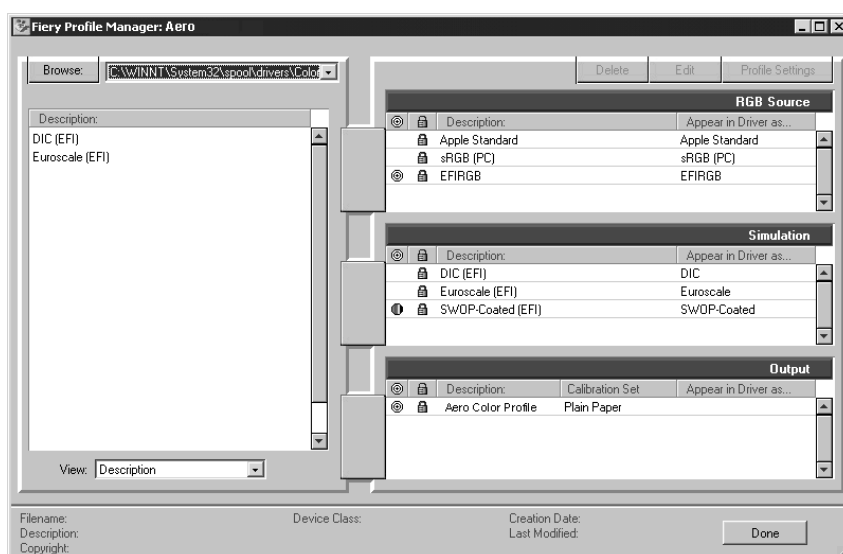 Fiery Profile Manager: Aero
Browse:
C:\WINNT\System32\spool\drivers\Color
Description:
DIC (EFI)
Euroscale (EFI)
View:
Description
Delete
Edit
Profile Settings
RGB Source
Description: Appear in Driver as...
Apple Standard Apple Standard
sRGB (PC) sRGB (PC)
EFIRGB EFIRGB
Simulation
Description: Appear in Driver as...
DIC (EFI) DIC
Euroscale (EFI) Euroscale
SWOP-Coated (EFI) SWOP-Coated
Output
Description: Calibration Set Appear in Driver as...
Aero Color Profile Plain Paper
Filename: Device Class: Creation Date:
Description: Last Modified:
Copyright:
Done